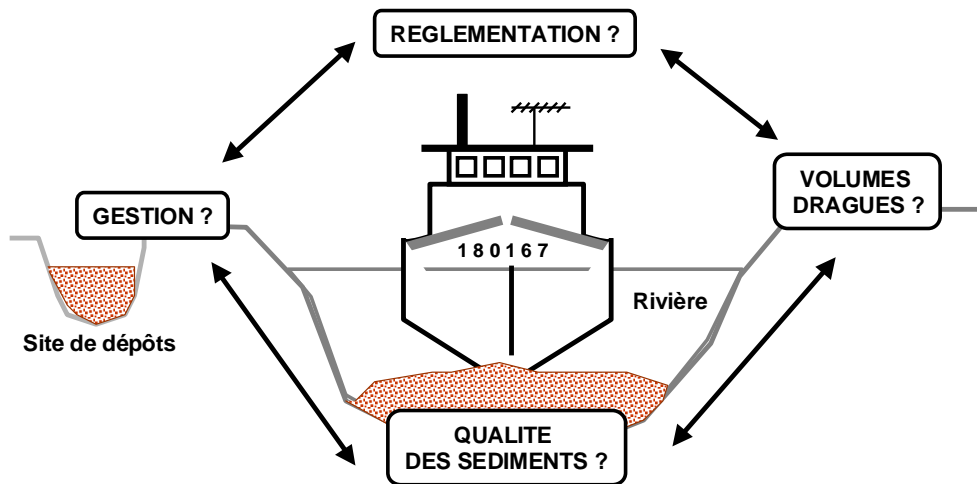 REGLEMENTATION ?
VOLUMES
DRAGUES ?
GESTION ?
180167
Rivière
Site de dépôts
QUALITE
DES SEDIMENTS ?